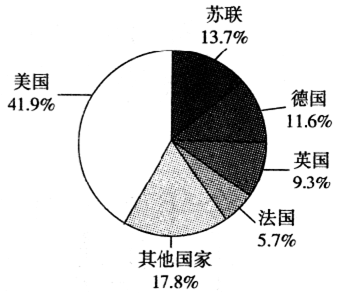 苏联
13.7%
美国
41.9%
德国
11.6%
英国
9.3%
法国
5.7%
其他国家
17.8%